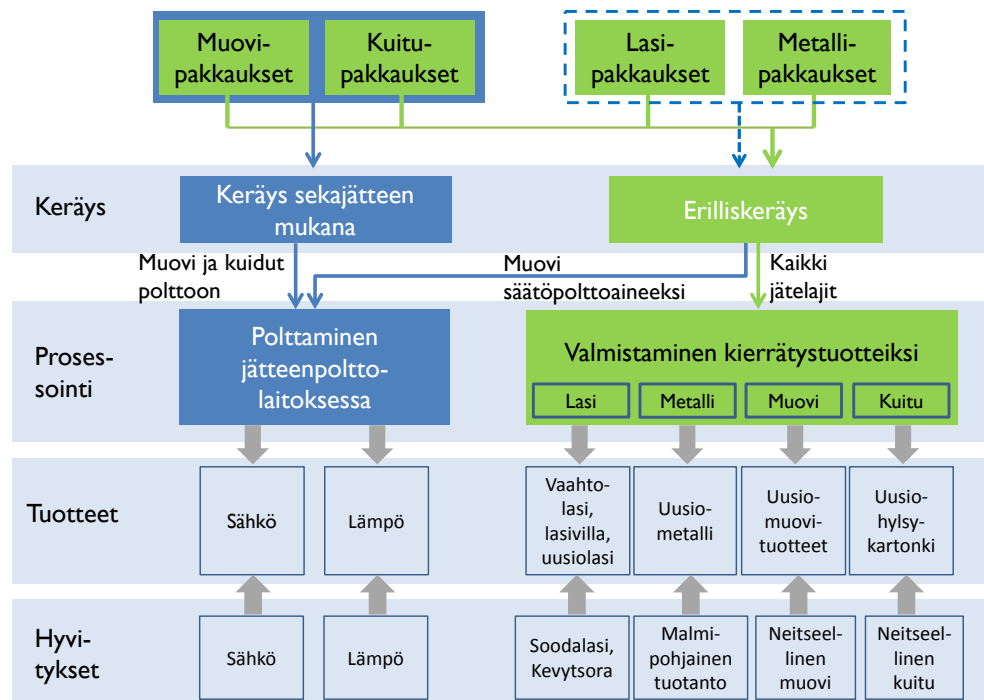 Muovi-
pakkaukset
Kuitu-
pakkaukset
Lasi-
pakkaukset
Metalli-
pakkaukset
Keräys
Keräys sekajätteen
mukana
Erilliskeräys
Muovi ja kuidut
polttoon
Muovi
säätöpolttoaineeksi
Kaikki
jätelajit
Proses-
sointi
Polttaminen
jätteenpoltto-
laitoksessa
Valmistaminen kierrätystuotteiksi
Lasi
Metalli
Muovi
Kuitu
Tuotteet
Sähkö
Lämpö
Vaahto-
lasi,
lasivilla,
uusiolasi
Uusio-
metalli
Uusio-
muovi-
tuotteet
Uusio-
hylsy-
kartonki
Hyvi-
tykset
Sähkö
Lämpö
Soodalasi,
Kevytsora
Malmi-
pohjainen
tuotanto
Neitseel-
linen
muovi
Neitseel-
linen
kuitu